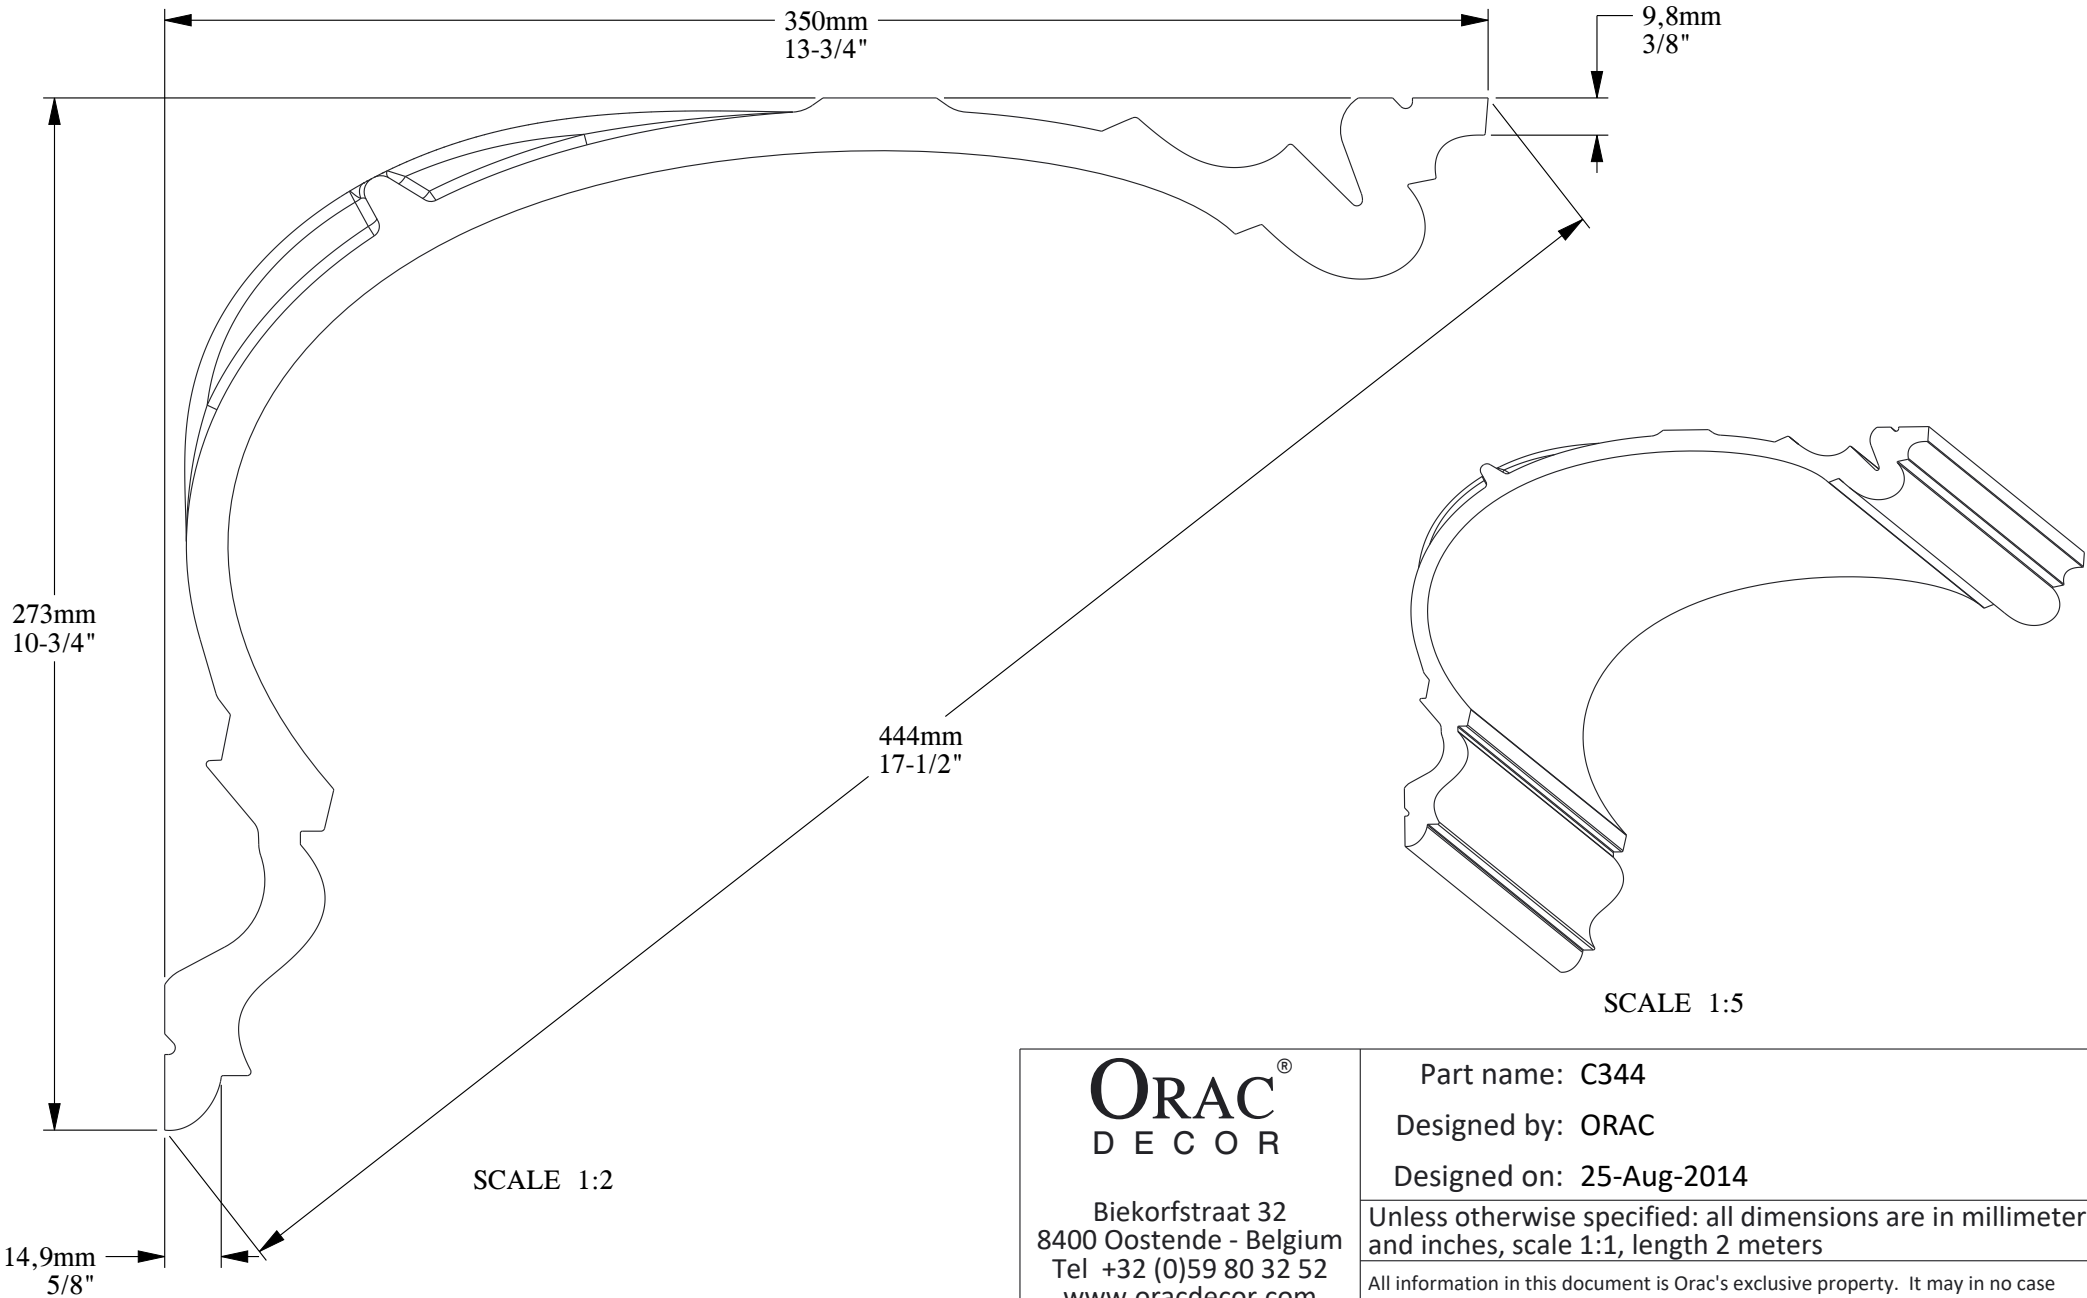 350mm
13-3/4"
9,8mm
3/8"
273mm
10-3/4"
444mm
17-1/2"
SCALE 1:5
SCALE 1:2
14,9mm
5/8"
ORAC®
DECOR
Biekorfstraat 32
8400 Oostende - Belgium
Tel +32 (0)59 80 32 52
www.oracdecor.com
Part name: C344
Designed by: ORAC
Designed on: 25-Aug-2014
Unless otherwise specified: all dimensions are in millimeter
and inches, scale 1:1, length 2 meters
All information in this document is Orac's exclusive property. It may in no case